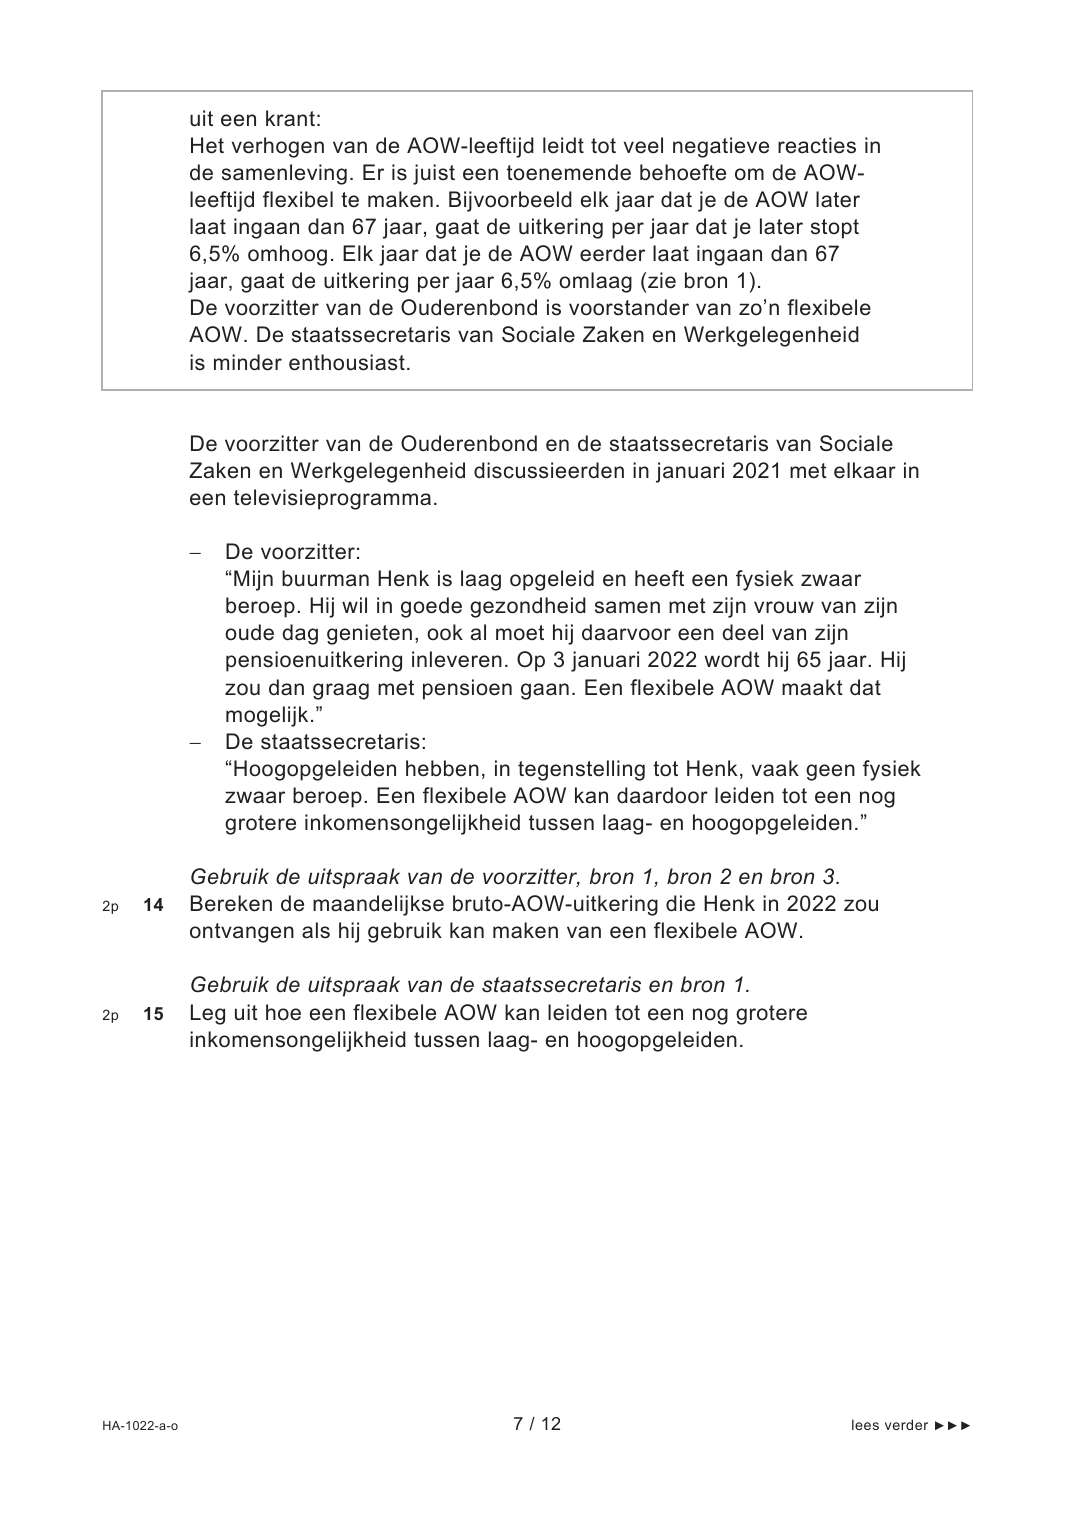 uit een krant:
Het verhogen van de AOW-leeftijd leidt tot veel negatieve reacties in
de samenleving. Er is juist een toenemende behoefte om de AOW-
leeftijd flexibel te maken. Bijvoorbeeld elk jaar dat je de AOW later
laat ingaan dan 67 jaar, gaat de uitkering per jaar dat je later stopt
6,5% omhoog. Elk jaar dat je de AOW eerder laat ingaan dan 67
jaar, gaat de uitkering per jaar 6,5% omlaag (zie bron 1).
De voorzitter van de Ouderenbond is voorstander van zo’n flexibele
AOW. De staatssecretaris van Sociale Zaken en Werkgelegenheid
is minder enthousiast.
De voorzitter van de Ouderenbond en de staatssecretaris van Sociale
Zaken en Werkgelegenheid discussieerden in januari 2021 met elkaar in
een televisieprogramma.
– De voorzitter:
“Mijn buurman Henk is laag opgeleid en heeft een fysiek zwaar
beroep. Hij wil in goede gezondheid samen met zijn vrouw van zijn
oude dag genieten, ook al moet hij daarvoor een deel van zijn
pensioenuitkering inleveren. Op 3 januari 2022 wordt hij 65 jaar. Hij
zou dan graag met pensioen gaan. Een flexibele AOW maakt dat
mogelijk.”
– De staatssecretaris:
“Hoogopgeleiden hebben, in tegenstelling tot Henk, vaak geen fysiek
zwaar beroep. Een flexibele AOW kan daardoor leiden tot een nog
grotere inkomensongelijkheid tussen laag- en hoogopgeleiden.”
Gebruik de uitspraak van de voorzitter, bron 1, bron 2 en bron 3.
2p 14 Bereken de maandelijkse bruto-AOW-uitkering die Henk in 2022 zou
ontvangen als hij gebruik kan maken van een flexibele AOW.
Gebruik de uitspraak van de staatssecretaris en bron 1.
2p 15 Leg uit hoe een flexibele AOW kan leiden tot een nog grotere
inkomensongelijkheid tussen laag- en hoogopgeleiden.
HA-1022-a-o 7 / 12 lees verder ►►►